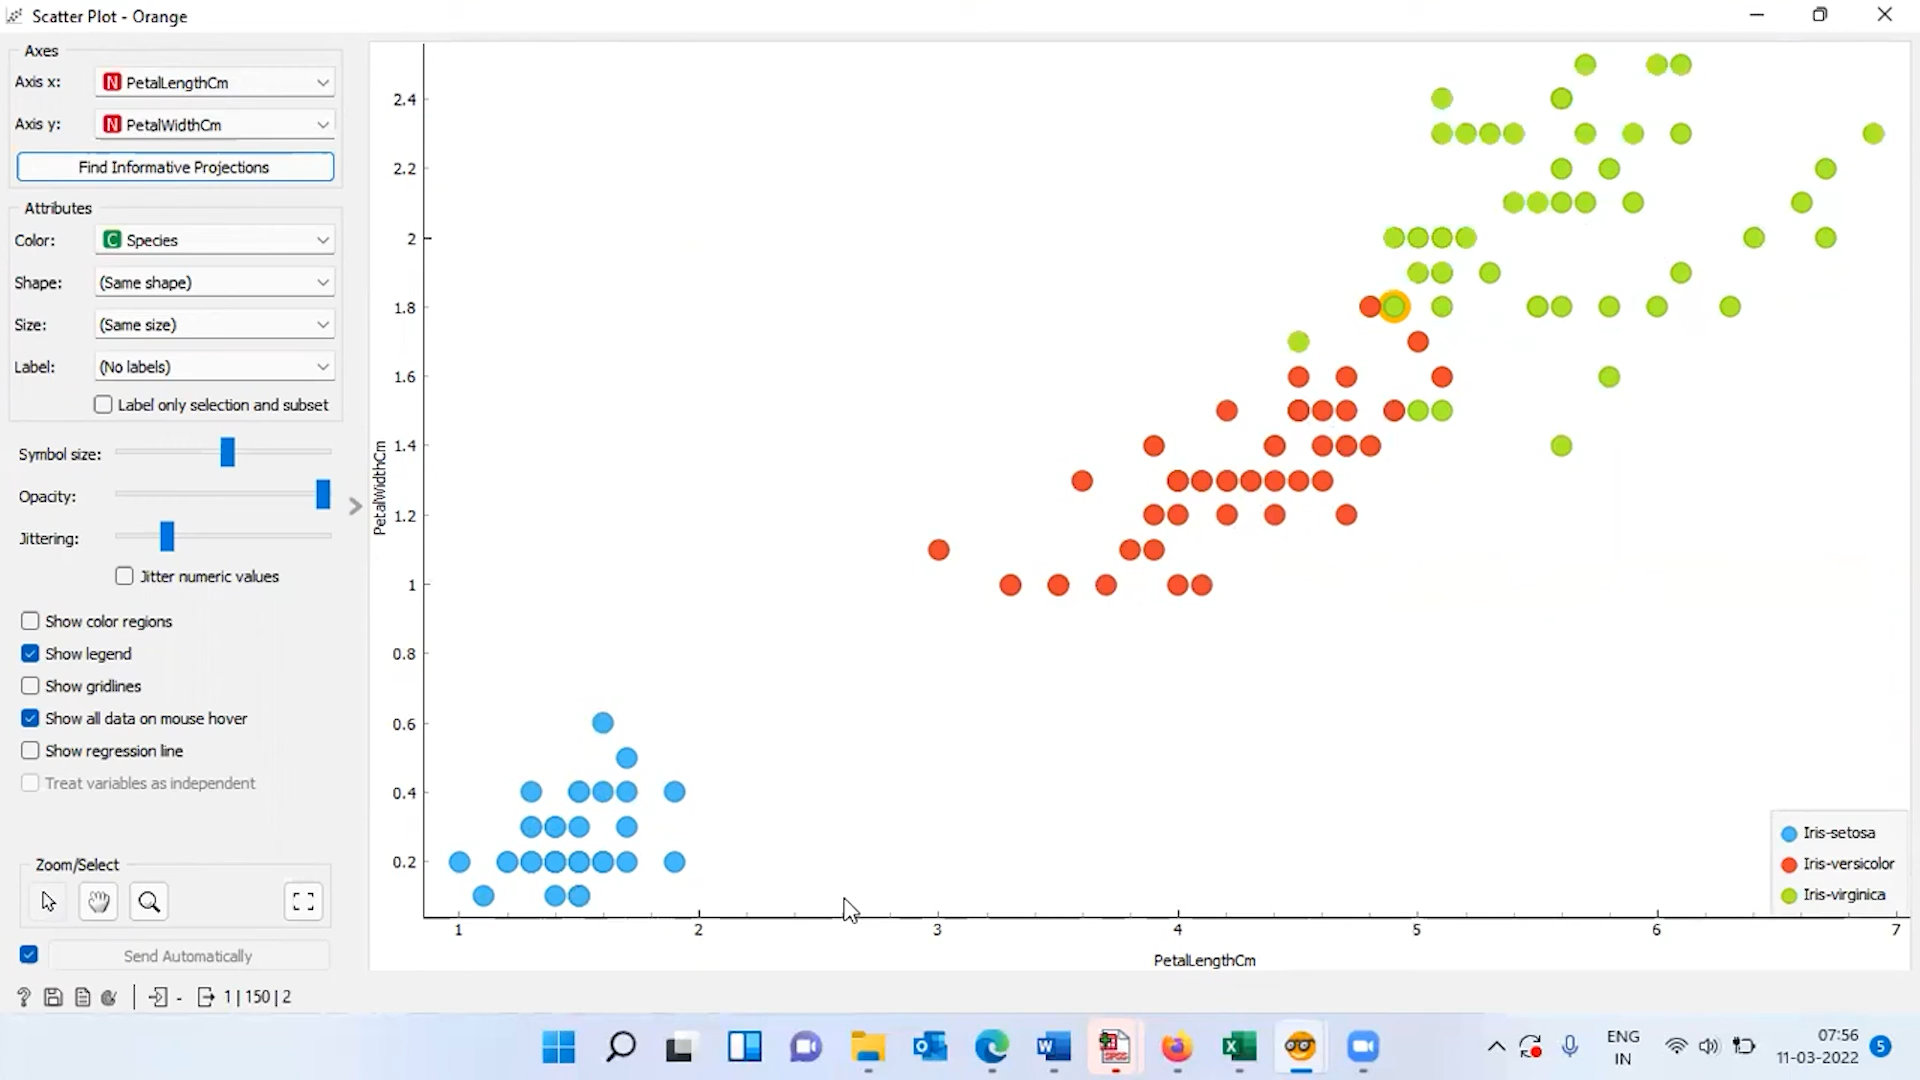 Scatter Plot - Orange
Axes
Axis x: N PetalLengthCm
Axis y: N PetalWidthCm
Find Informative Projections
Attributes
Color: C Species
Shape: (Same shape)
Size: (Same size)
Label: (No labels)
Label only selection and subset
Symbol size:
Opacity:
Jittering:
Jitter numeric values
Show color regions
Show legend
Show gridlines
Show all data on mouse hover
Show regression line
Treat variables as independent
Zoom/Select
Send Automatically
? 1 | 150 | 2
PetalWidthCm
2.4
2.2
2
1.8
1.6
1.4
1.2
1
0.8
0.6
0.4
0.2
1 2 3 4 5 6 7
PetalLengthCm
Iris-setosa
Iris-versicolor
Iris-virginica
SPSS
ENG
IN
07:56
11-03-2022
5